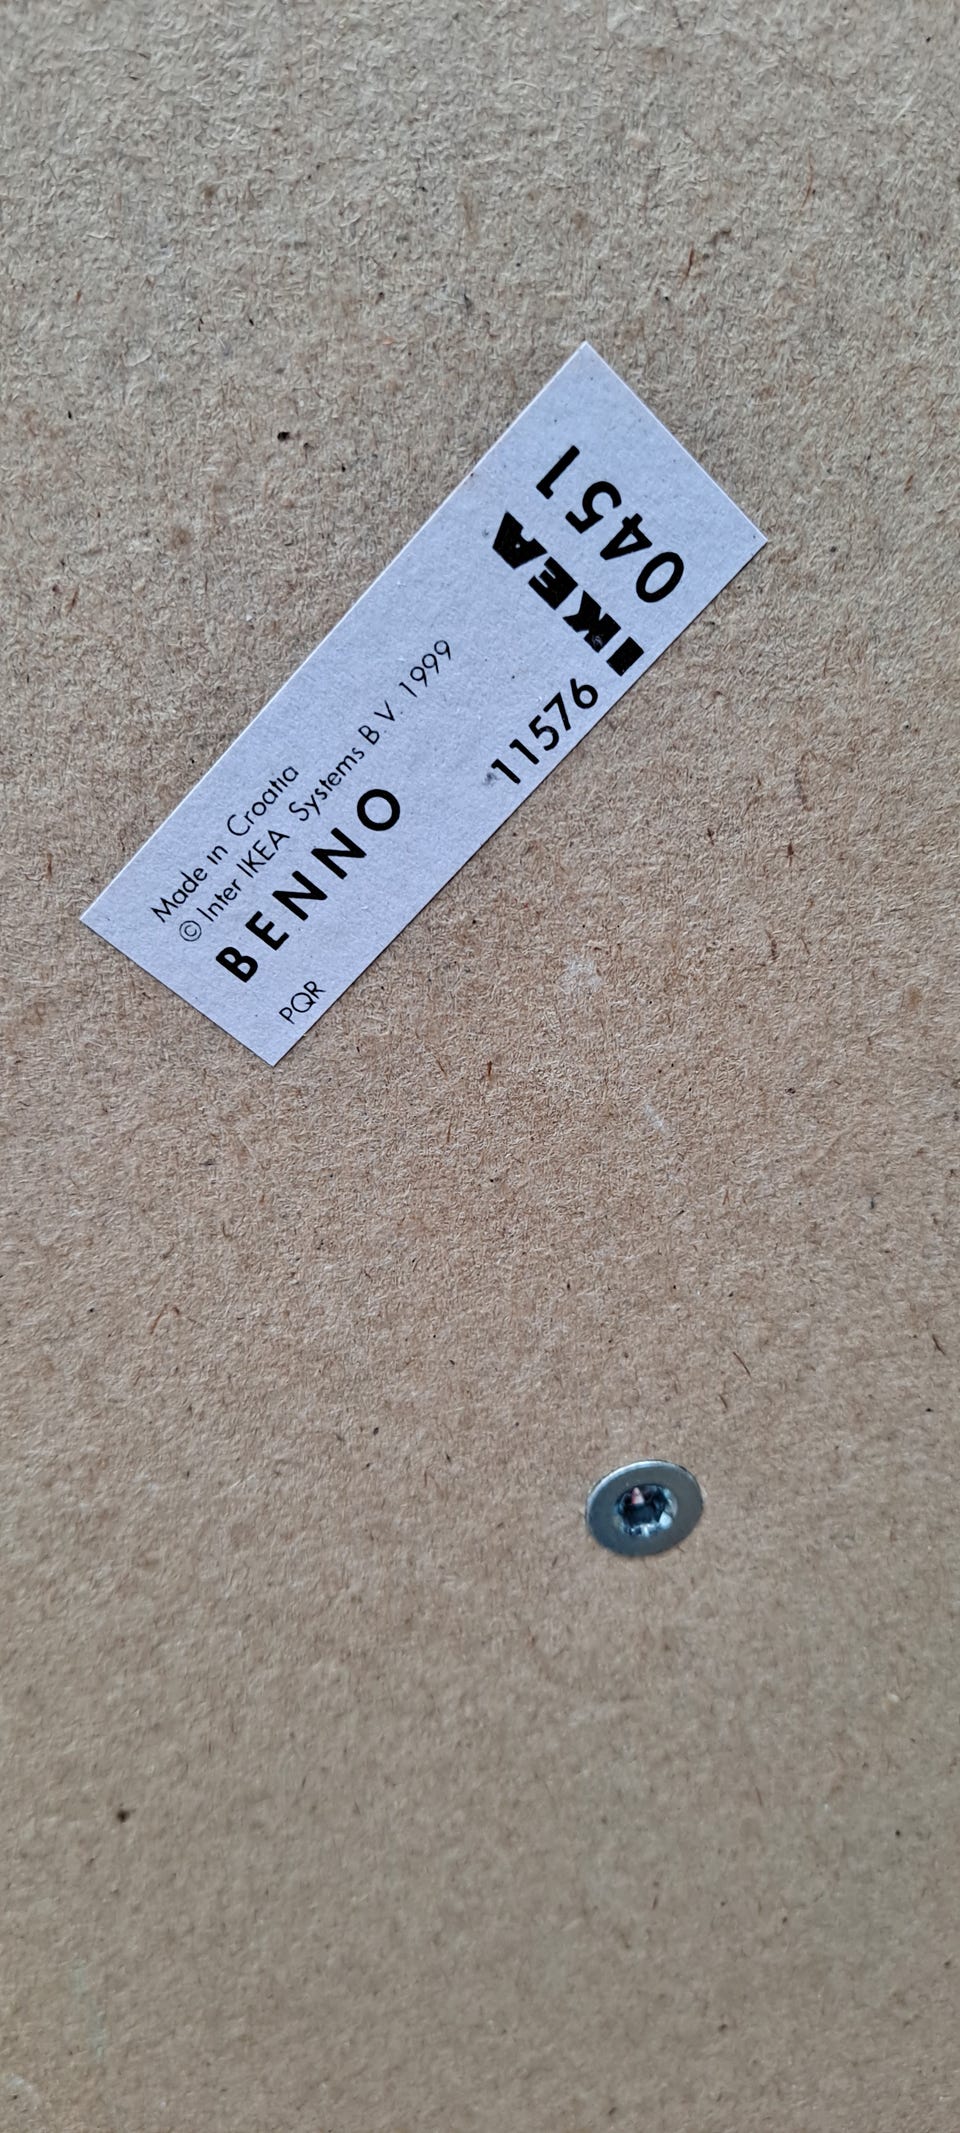 Made in Croatia
© Inter IKEA Systems B.V. 1999
BENNO
PQR
11576
IKEA
0451